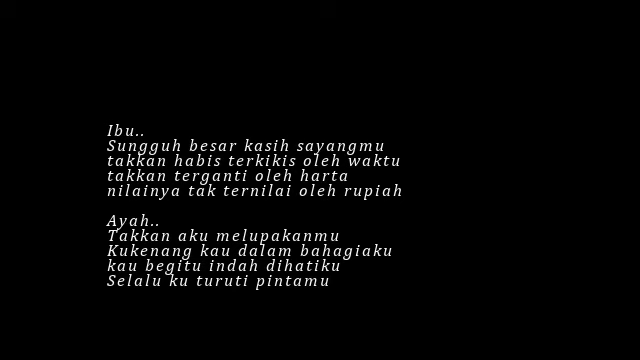 Ibu..
Sungguh besar kasih sayangmu
takkan habis terkikis oleh waktu
takkan terganti oleh harta
nilainya tak ternilai oleh rupiah
Ayah..
Takkan aku melupakanmu
Kukenang kau dalam bahagiaku
kau begitu indah dihatiku
Selalu ku turuti pintamu